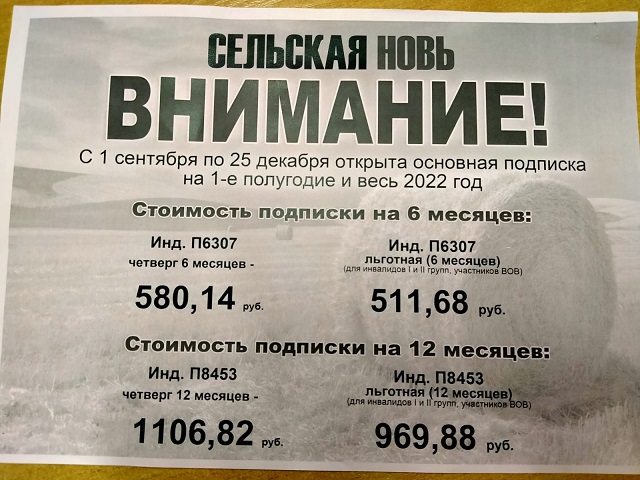 СЕЛЬСКАЯ НОВЬ
ВНИМАНИЕ!
С 1 сентября по 25 декабря открыта основная подписка
на 1-е полугодие и весь 2022 год
Стоимость подписки на 6 месяцев:
Инд. П6307
четверг 6 месяцев -
580,14 руб.
Инд. П6307
льготная (6 месяцев)
(для инвалидов I и II групп, участников ВОВ)
511,68 руб.
Стоимость подписки на 12 месяцев:
Инд. П8453
четверг 12 месяцев -
1106,82 руб.
Инд. П8453
льготная (12 месяцев)
(для инвалидов I и II групп, участников ВОВ)
969,88 руб.